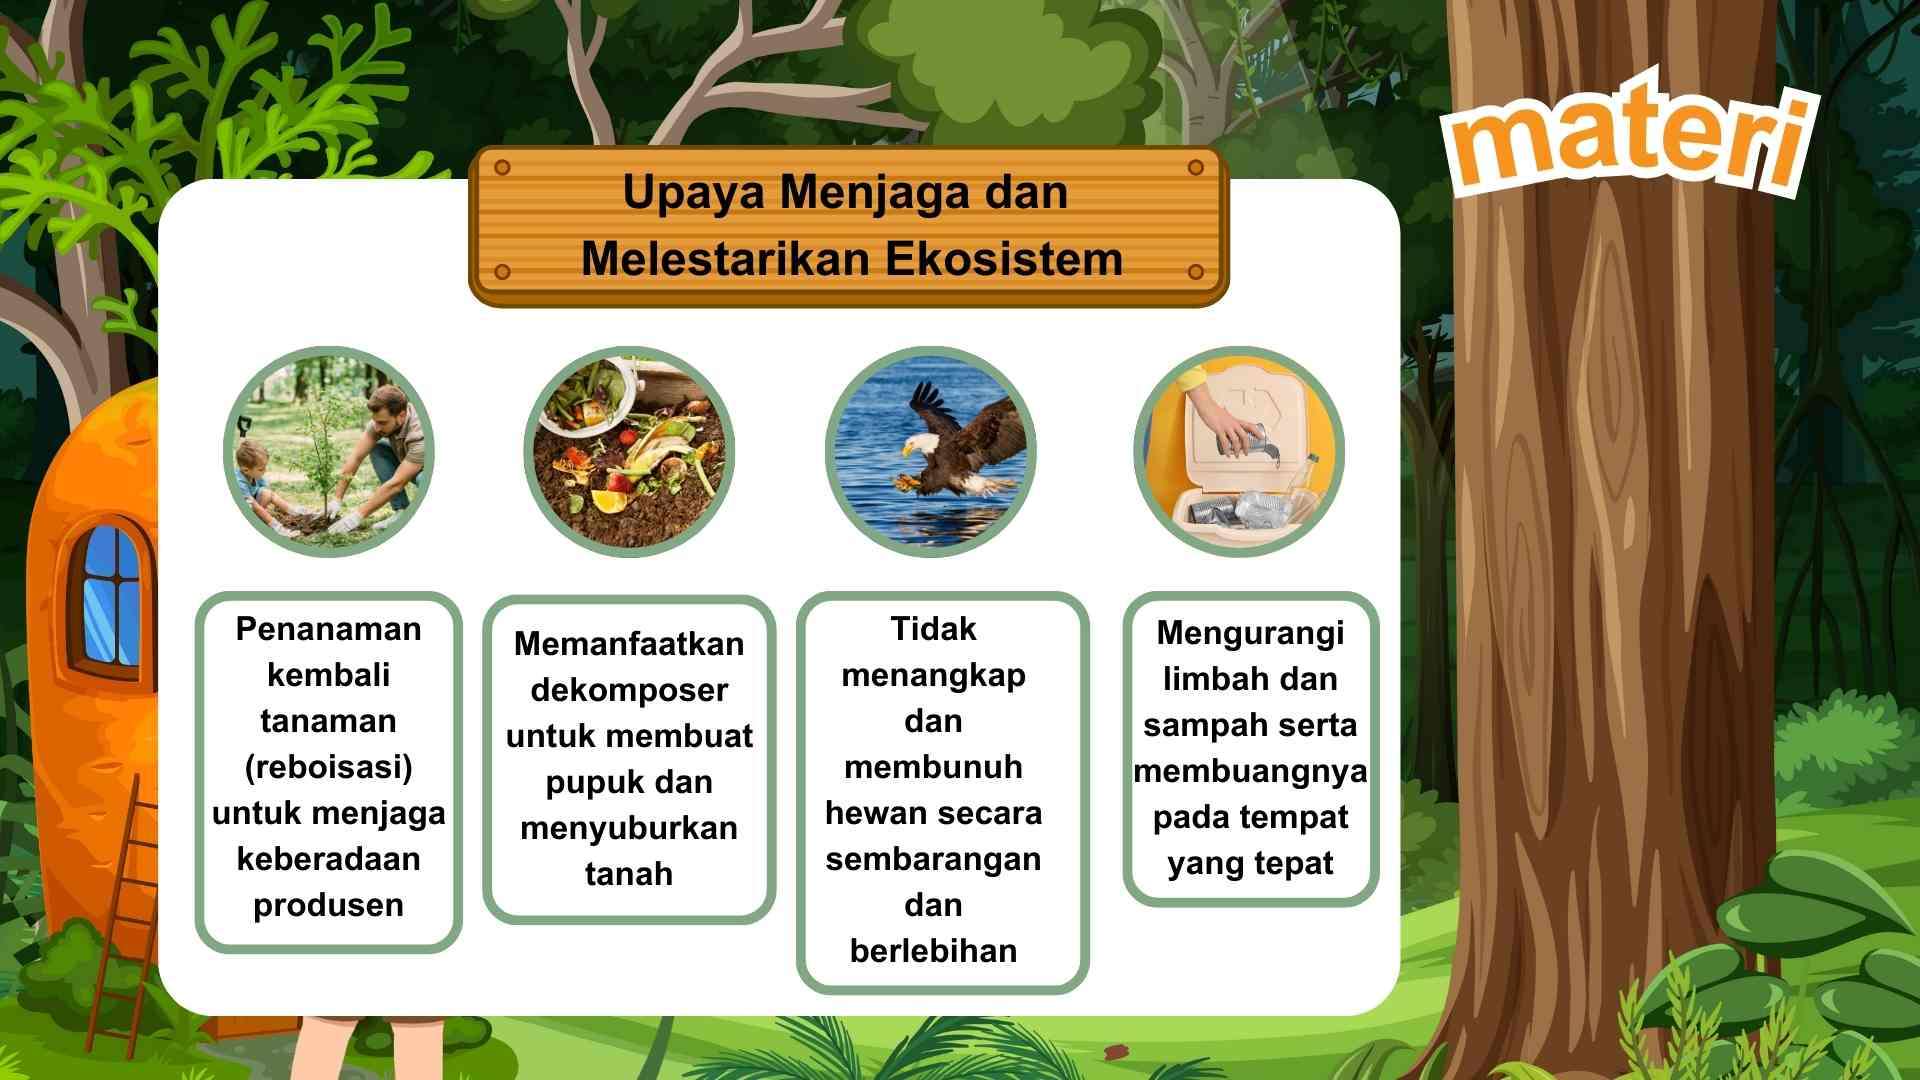 materi
Upaya Menjaga dan
Melestarikan Ekosistem
Penanaman
kembali
tanaman
(reboisasi)
untuk menjaga
keberadaan
produsen
Memanfaatkan
dekomposer
untuk membuat
pupuk dan
menyuburkan
tanah
Tidak
menangkap
dan
membunuh
hewan secara
sembarangan
dan
berlebihan
Mengurangi
limbah dan
sampah serta
membuangnya
pada tempat
yang tepat